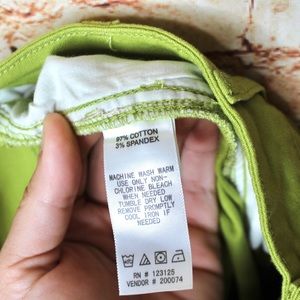 97% COTTON
3% SPANDEX
MACHINE WASH WARM
USE ONLY NON-
CHLORINE BLEACH
WHEN NEEDED
TUMBLE DRY LOW
REMOVE PROMPTLY
COOL IRON IF
NEEDED
RN # 123125
VENDOR # 200074